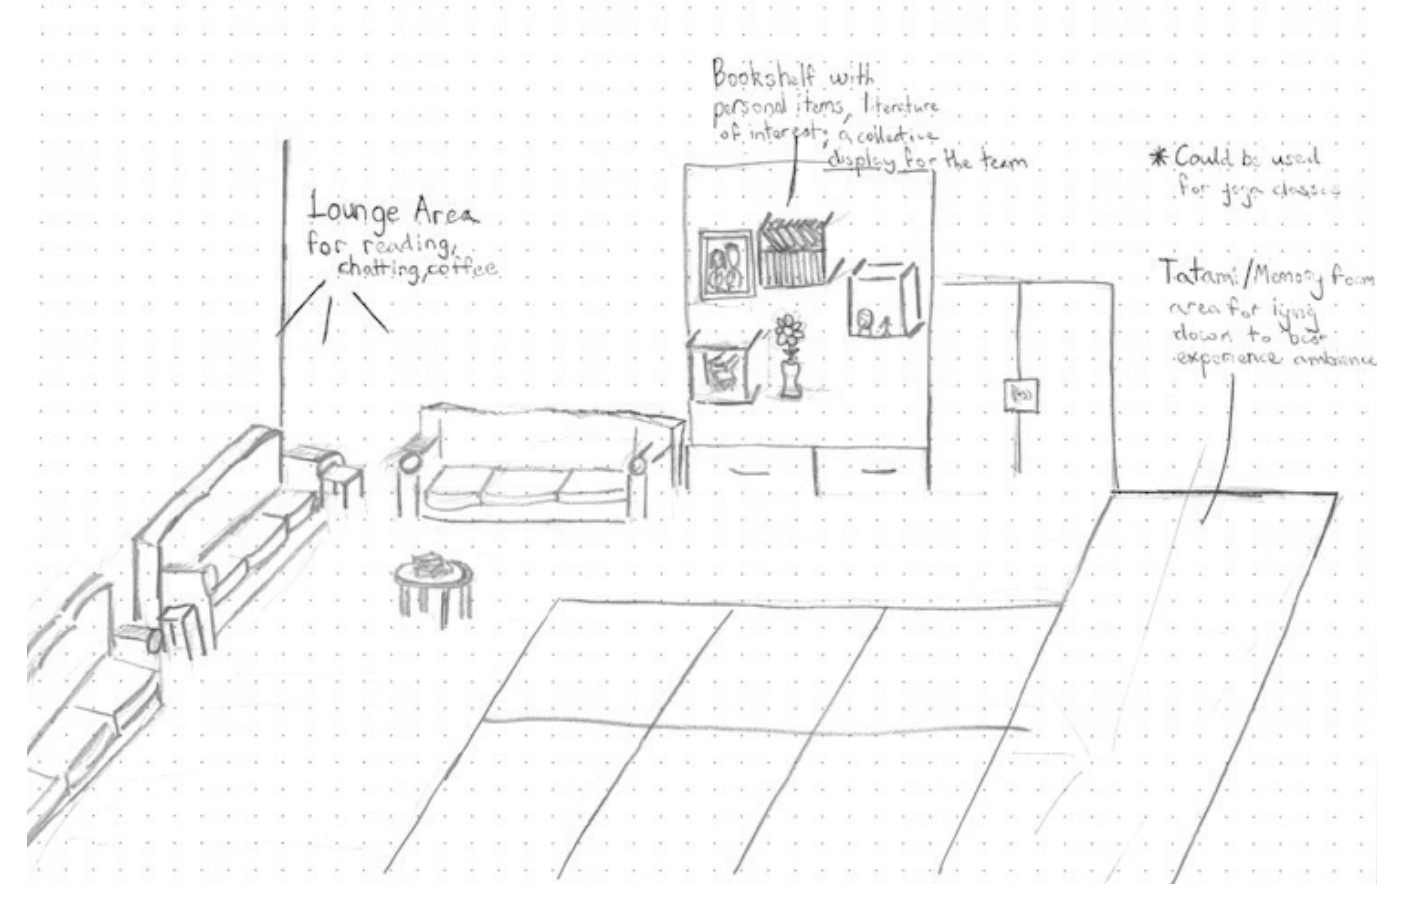 Bookshelf with
personal items, literature
of interest; a collective
display for the team
* Could be used
for yoga classes
Lounge Area
for reading,
chatting, coffee
Tatami/Memory foam
area for lying
down to best
experience ambience